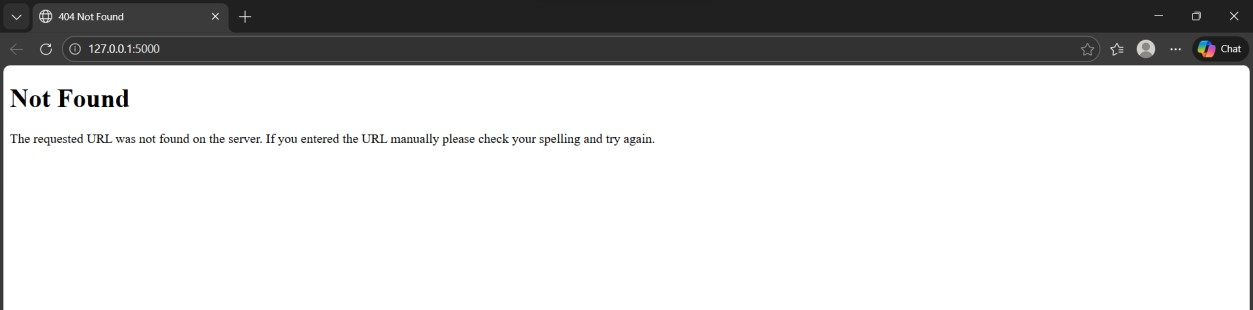 404 Not Found
127.0.0.1:5000
Chat
Not Found
The requested URL was not found on the server. If you entered the URL manually please check your spelling and try again.